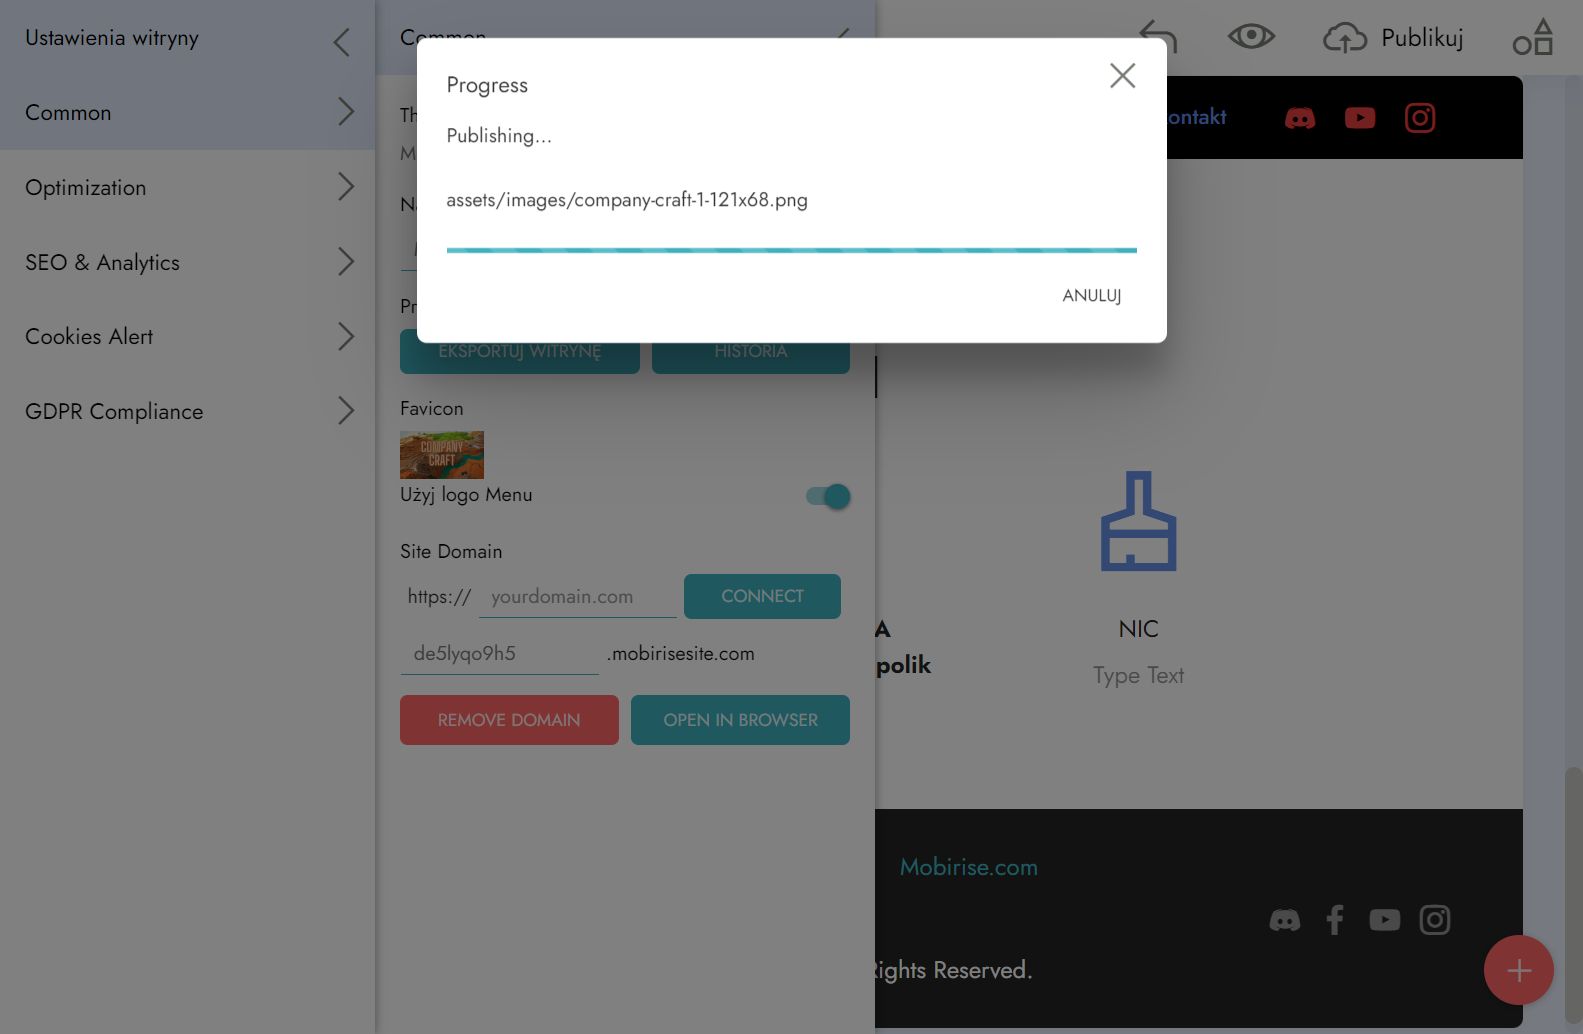 Ustawienia witryny
Common
Optimization
SEO & Analytics
Cookies Alert
GDPR Compliance
Common
Th
M
Na
Pr
EKSPORTUJ WITRYNĘ
HISTORIA
Favicon
COMPANY
CRAFT
Użyj logo Menu
Site Domain
https:// yourdomain.com
CONNECT
de5lyqo9h5 .mobirisesite.com
REMOVE DOMAIN
OPEN IN BROWSER
Progress
Publishing...
assets/images/company-craft-1-121x68.png
ANULUJ
Publikuj
ontakt
A
polik
NIC
Type Text
Mobirise.com
Rights Reserved.